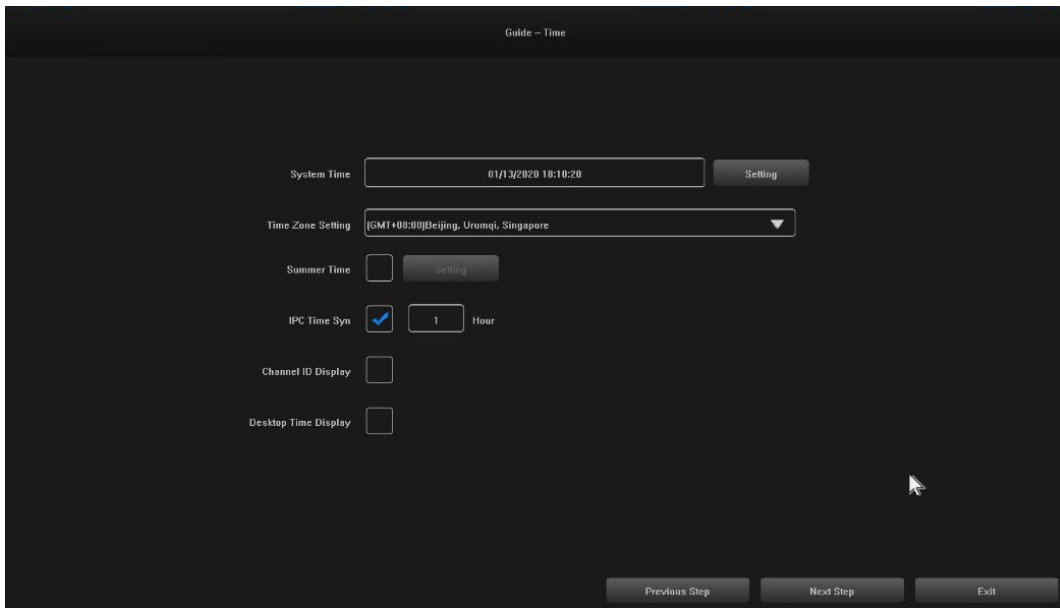 Guide – Time
System Time 01/13/2020 18:10:20 Setting
Time Zone Setting (GMT+08:00)Beijing, Urumqi, Singapore
Summer Time Setting
IPC Time Syn 1 Hour
Channel ID Display
Desktop Time Display
Previous Step Next Step Exit